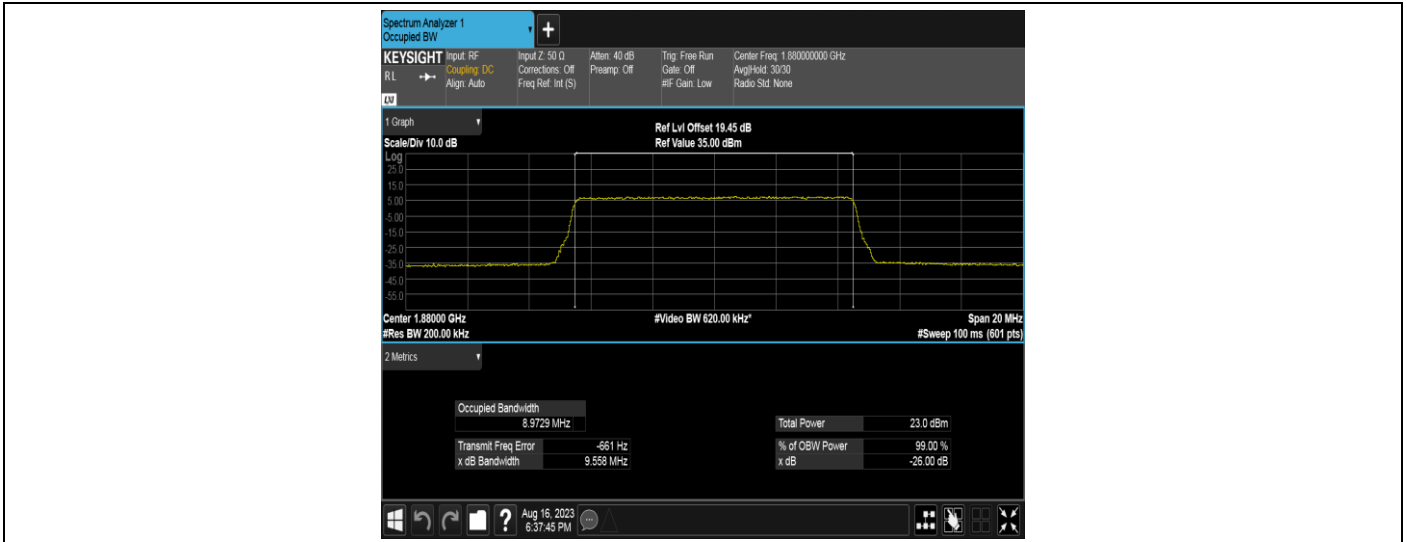 Spectrum Analyzer 1
Occupied BW
+
KEYSIGHT
RL
LXI
Input: RF
Coupling: DC
Align: Auto
Input Z: 50 Ω
Corrections: Off
Freq Ref: Int (S)
Atten: 40 dB
Preamp: Off
Trig: Free Run
Gate: Off
#IF Gain: Low
Center Freq: 1.880000000 GHz
Avg|Hold: 30/30
Radio Std: None
1 Graph
Scale/Div 10.0 dB
Ref Lvl Offset 19.45 dB
Ref Value 35.00 dBm
Log
25.0
15.0
5.00
-5.00
-15.0
-25.0
-35.0
-45.0
-55.0
Center 1.88000 GHz
#Video BW 620.00 kHz*
Span 20 MHz
#Res BW 200.00 kHz
#Sweep 100 ms (601 pts)
2 Metrics
Occupied Bandwidth
8.9729 MHz
Total Power 23.0 dBm
Transmit Freq Error -661 Hz
% of OBW Power 99.00 %
x dB Bandwidth 9.558 MHz
x dB -26.00 dB
?
Aug 16, 2023
6:37:45 PM